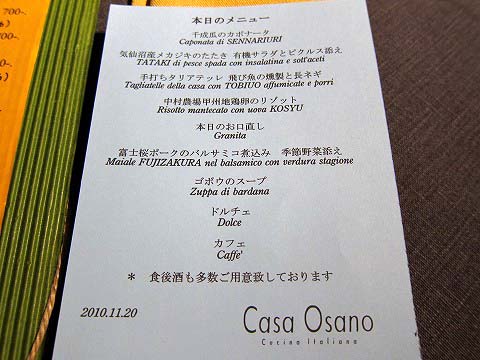 700-
00-
本日のメニュー
千成瓜のカポナータ
Caponala di SENNARIURI
気仙沼産メカジキのたたき 有機サラダとピクルス添え
TATAKI di pesce spada con insalatina e sott'aceti
手打ちタリアテッレ 飛び魚の燻製と長ネギ
Tagliatelle della casa con TOBIUO affumicate e porri
中村農場甲州地鶏卵のリゾット
Risotto mantecato con uova KOSYU
本日のお口直し
Granita
富士桜ポークのバルサミコ煮込み 季節野菜添え
Maiale FUJIZAKURA nel balsamico con verdura stagione
ゴボウのスープ
Zuppa di bardana
ドルチェ
Dolce
カフェ
Caffe'
* 食後酒も多数ご用意致しております
2010.11.20
Casa Osano
Cucina Italiana